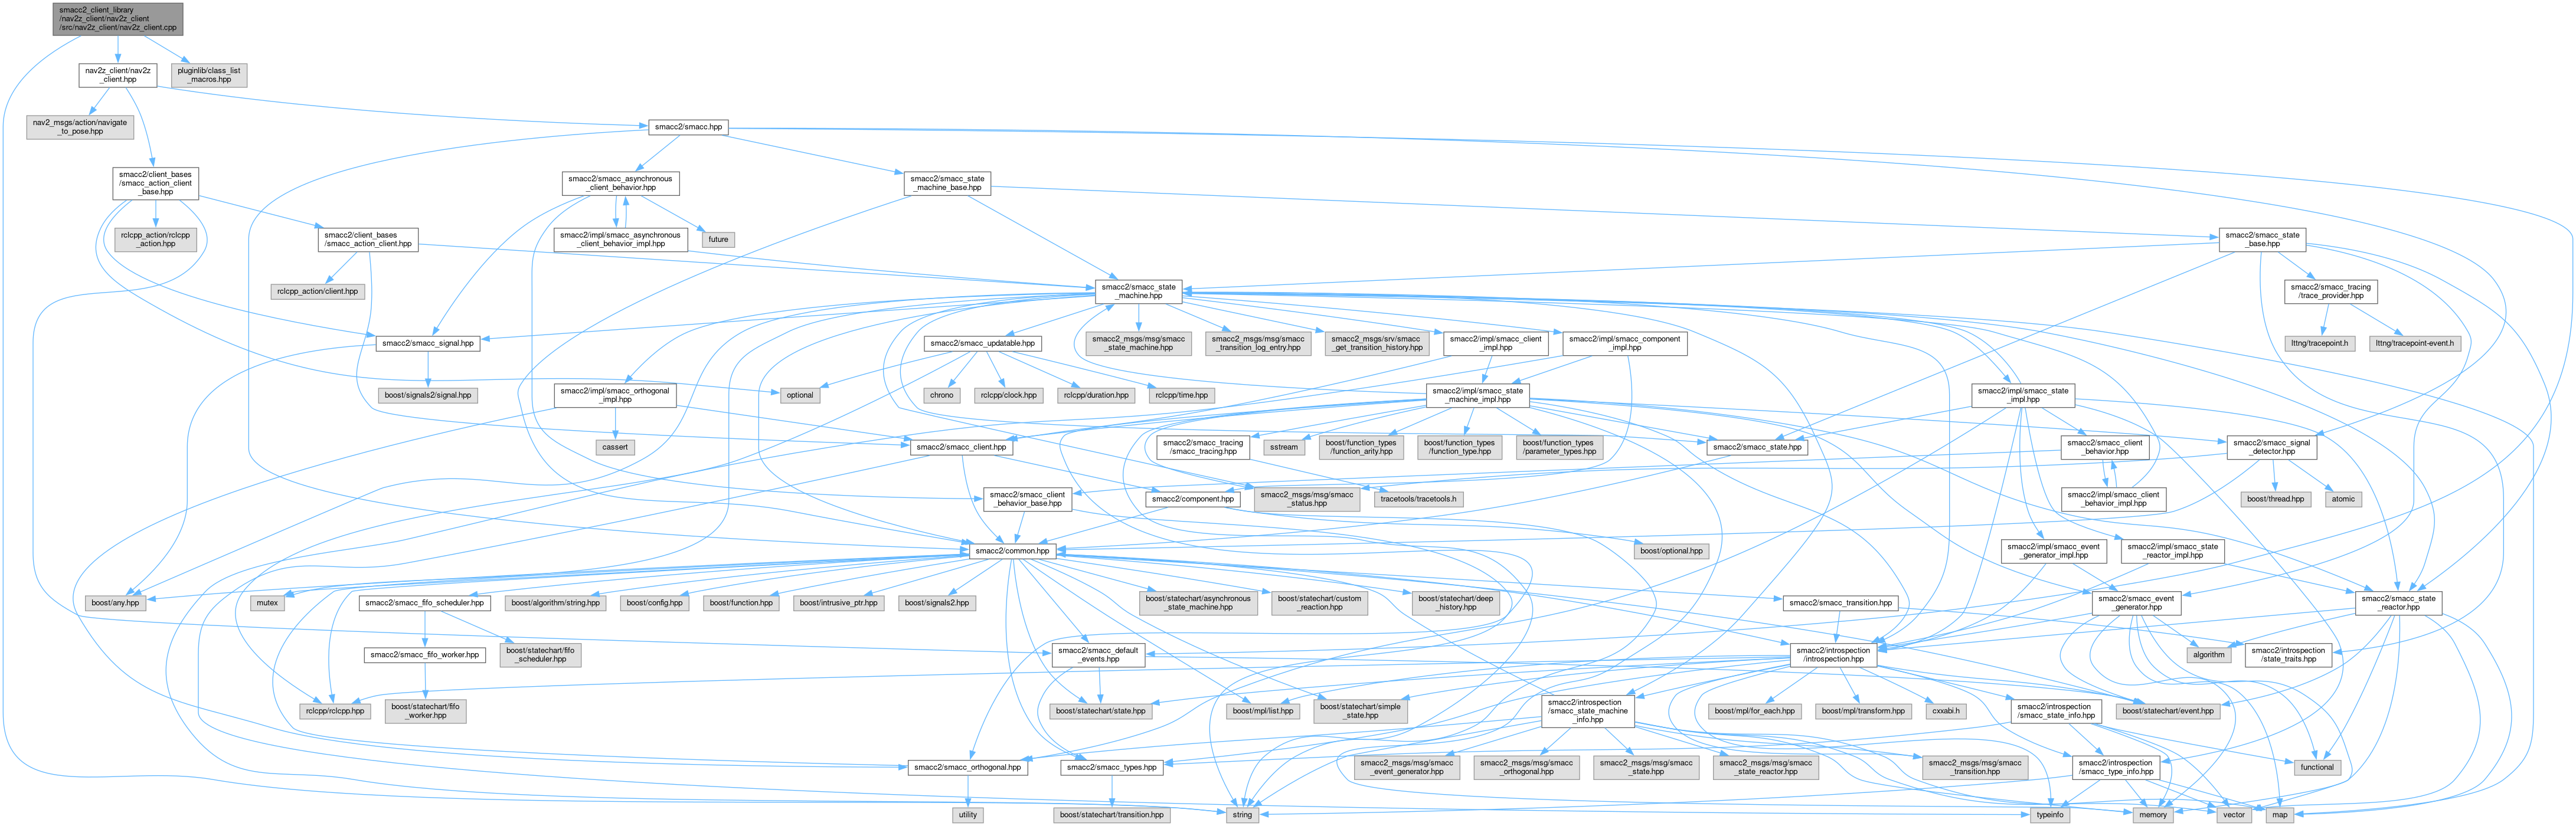 smacc2_client_library
/nav2z_client/nav2z_client
/src/nav2z_client/nav2z_client.cpp
nav2z_client/nav2z
_client.hpp
pluginlib/class_list
_macros.hpp
nav2_msgs/action/navigate
_to_pose.hpp
smacc2/smacc.hpp
smacc2/client_bases
/smacc_action_client
_base.hpp
smacc2/smacc_asynchronous
_client_behavior.hpp
smacc2/smacc_state
_machine_base.hpp
rclcpp_action/rclcpp
_action.hpp
smacc2/client_bases
/smacc_action_client.hpp
smacc2/impl/smacc_asynchronous
_client_behavior_impl.hpp
future
smacc2/smacc_state
_base.hpp
rclcpp_action/client.hpp
smacc2/smacc_state
_machine.hpp
smacc2/smacc_tracing
/trace_provider.hpp
smacc2/smacc_signal.hpp
smacc2/smacc_updatable.hpp
smacc2_msgs/msg/smacc
_state_machine.hpp
smacc2_msgs/msg/smacc
_transition_log_entry.hpp
smacc2_msgs/srv/smacc
_get_transition_history.hpp
smacc2/impl/smacc_client
_impl.hpp
smacc2/impl/smacc_component
_impl.hpp
lttng/tracepoint.h
lttng/tracepoint-event.h
boost/signals2/signal.hpp
smacc2/impl/smacc_orthogonal
_impl.hpp
optional
chrono
rclcpp/clock.hpp
rclcpp/duration.hpp
rclcpp/time.hpp
smacc2/impl/smacc_state
_machine_impl.hpp
smacc2/impl/smacc_state
_impl.hpp
cassert
smacc2/smacc_client.hpp
smacc2/smacc_tracing
/smacc_tracing.hpp
sstream
boost/function_types
/function_arity.hpp
boost/function_types
/function_type.hpp
boost/function_types
/parameter_types.hpp
smacc2/smacc_state.hpp
smacc2/smacc_client
_behavior.hpp
smacc2/smacc_signal
_detector.hpp
smacc2/smacc_client
_behavior_base.hpp
smacc2/component.hpp
smacc2_msgs/msg/smacc
_status.hpp
tracetools/tracetools.h
smacc2/impl/smacc_client
_behavior_impl.hpp
boost/thread.hpp
atomic
smacc2/common.hpp
boost/optional.hpp
smacc2/impl/smacc_event
_generator_impl.hpp
smacc2/impl/smacc_state
_reactor_impl.hpp
boost/any.hpp
mutex
smacc2/smacc_fifo_scheduler.hpp
boost/algorithm/string.hpp
boost/config.hpp
boost/function.hpp
boost/intrusive_ptr.hpp
boost/signals2.hpp
boost/statechart/asynchronous
_state_machine.hpp
boost/statechart/custom
_reaction.hpp
boost/statechart/deep
_history.hpp
smacc2/smacc_transition.hpp
smacc2/smacc_event
_generator.hpp
smacc2/smacc_state
_reactor.hpp
smacc2/smacc_fifo_worker.hpp
boost/statechart/fifo
_scheduler.hpp
smacc2/smacc_default
_events.hpp
smacc2/introspection
/introspection.hpp
algorithm
smacc2/introspection
/state_traits.hpp
rclcpp/rclcpp.hpp
boost/statechart/fifo
_worker.hpp
boost/statechart/state.hpp
boost/mpl/list.hpp
boost/statechart/simple
_state.hpp
smacc2/introspection
/smacc_state_machine
_info.hpp
boost/mpl/for_each.hpp
boost/mpl/transform.hpp
cxxabi.h
smacc2/introspection
/smacc_state_info.hpp
boost/statechart/event.hpp
smacc2/smacc_orthogonal.hpp
smacc2/smacc_types.hpp
smacc2_msgs/msg/smacc
_event_generator.hpp
smacc2_msgs/msg/smacc
_orthogonal.hpp
smacc2_msgs/msg/smacc
_state.hpp
smacc2_msgs/msg/smacc
_state_reactor.hpp
smacc2_msgs/msg/smacc
_transition.hpp
smacc2/introspection
/smacc_type_info.hpp
functional
utility
boost/statechart/transition.hpp
string
typeinfo
memory
vector
map